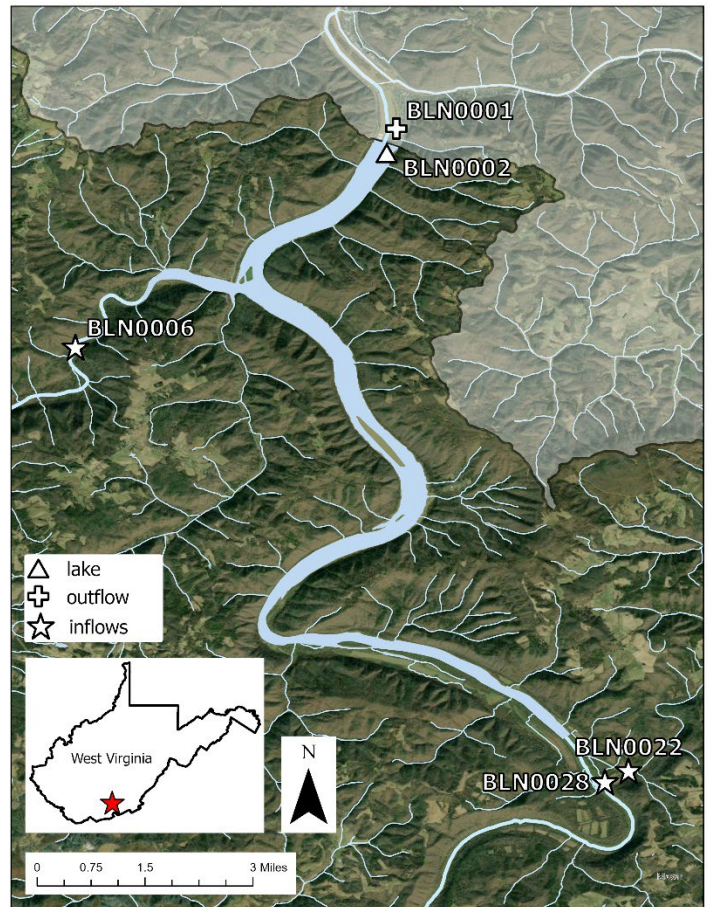 BLN0001
BLN0002
BLN0006
lake
outflow
inflows
West Virginia
N
BLN0022
BLN0028
0 0.75 1.5 3 Miles